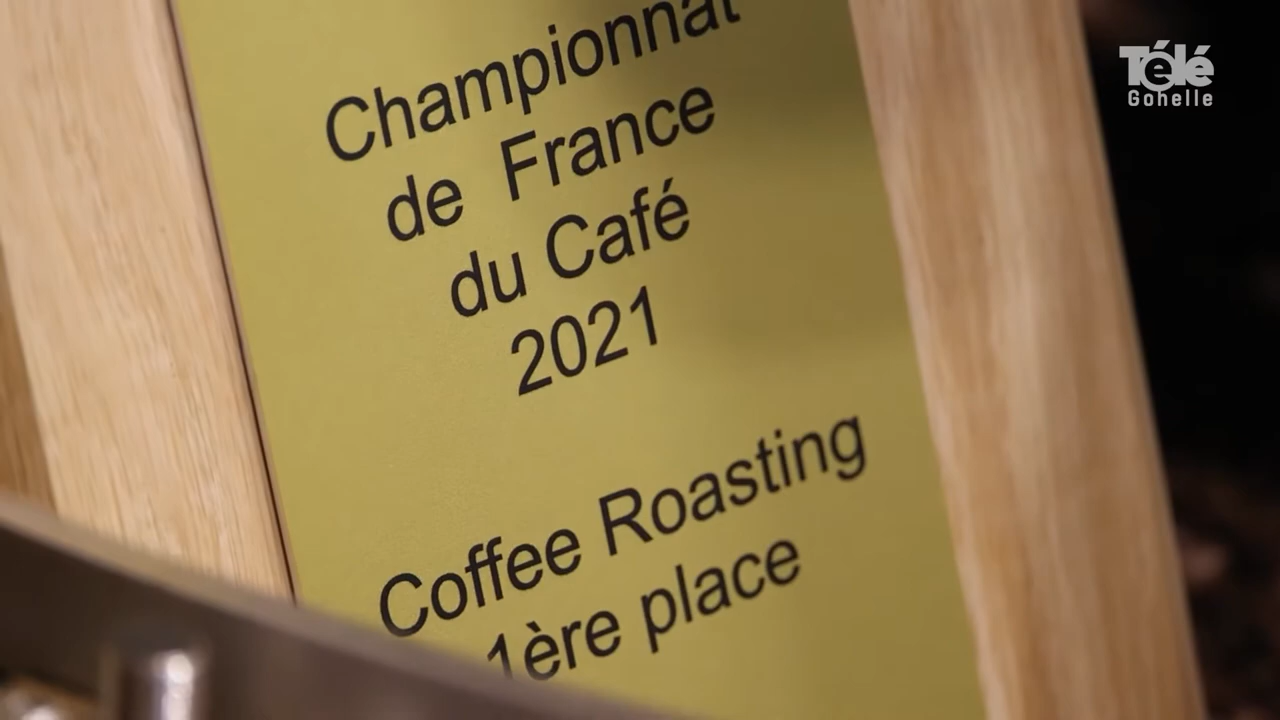 Championnat
de France
du Café
2021
Coffee Roasting
1ère place
Télé
Gohelle